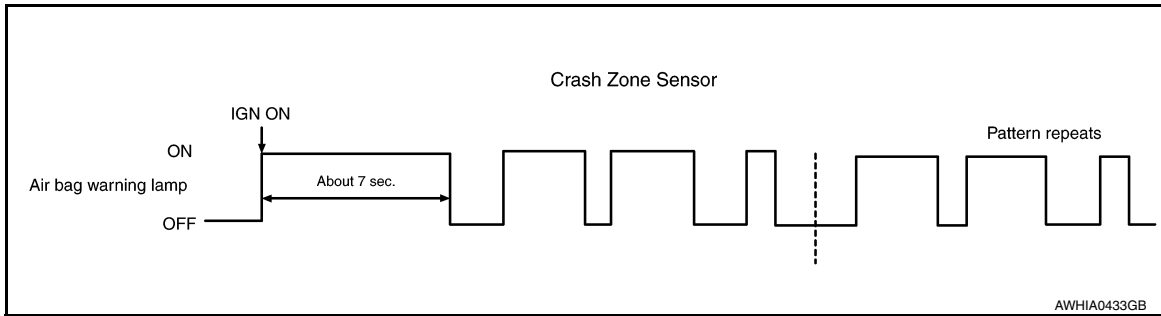 Crash Zone Sensor
IGN ON
Pattern repeats
ON
About 7 sec.
Air bag warning lamp
OFF
AWHIA0433GB